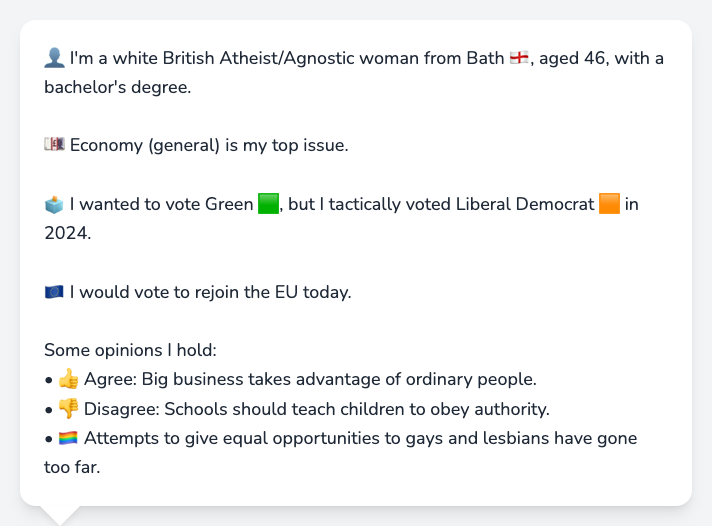 👤 I'm a white British Atheist/Agnostic woman from Bath 🏴󠁧󠁢󠁥󠁮󠁧󠁿, aged 46, with a
bachelor's degree.
💷 Economy (general) is my top issue.
🗳️ I wanted to vote Green 🟩, but I tactically voted Liberal Democrat 🟧 in
2024.
🇪🇺 I would vote to rejoin the EU today.
Some opinions I hold:
• 👍 Agree: Big business takes advantage of ordinary people.
• 👎 Disagree: Schools should teach children to obey authority.
• 🏳️‍🌈 Attempts to give equal opportunities to gays and lesbians have gone
too far.